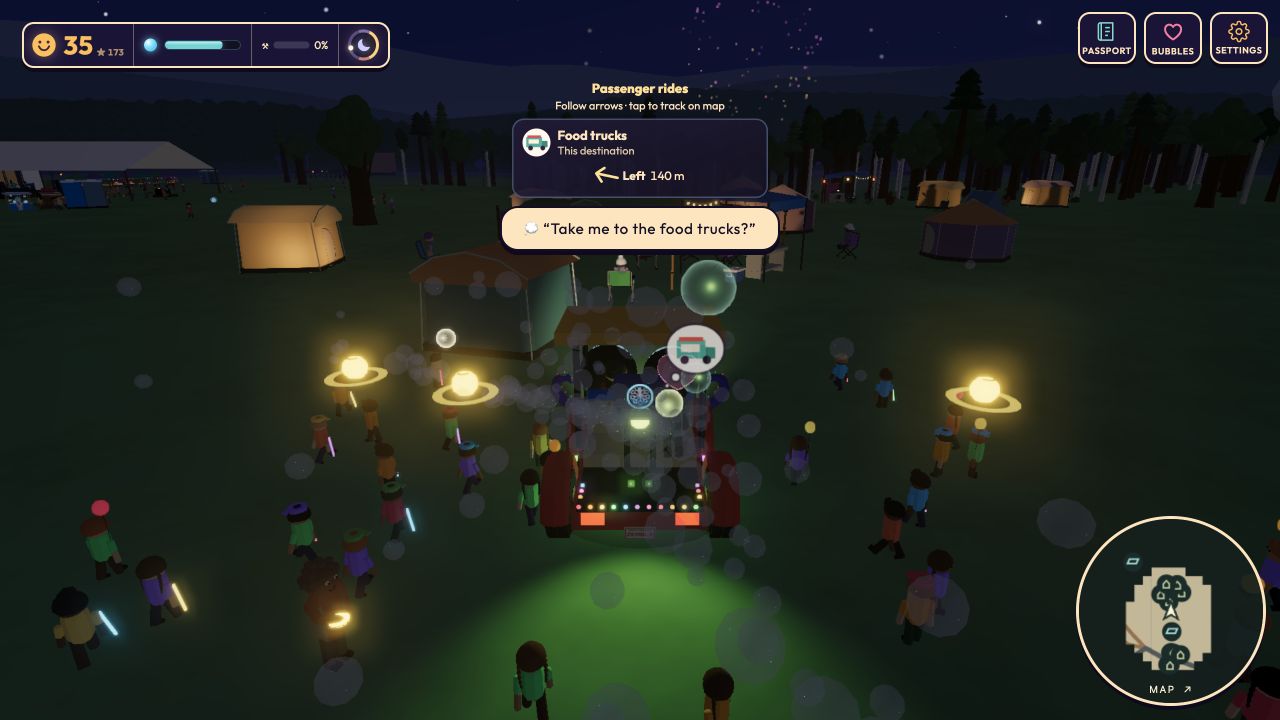 35
★173
0%
PASSPORT
BUBBLES
SETTINGS
Passenger rides
Follow arrows · tap to track on map
Food trucks
This destination
← Left 140 m
“Take me to the food trucks?”
MAP ↗